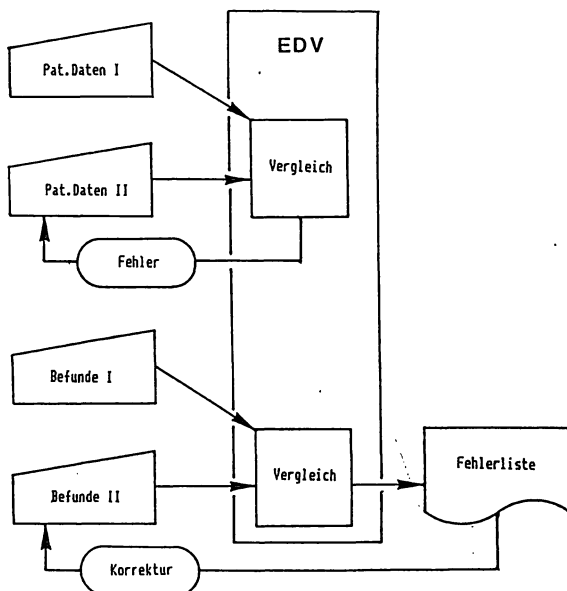 EDV
Pat.Daten I
Vergleich
Pat.Daten II
Fehler
Befunde I
Vergleich
Fehlerliste
Befunde II
Korrektur